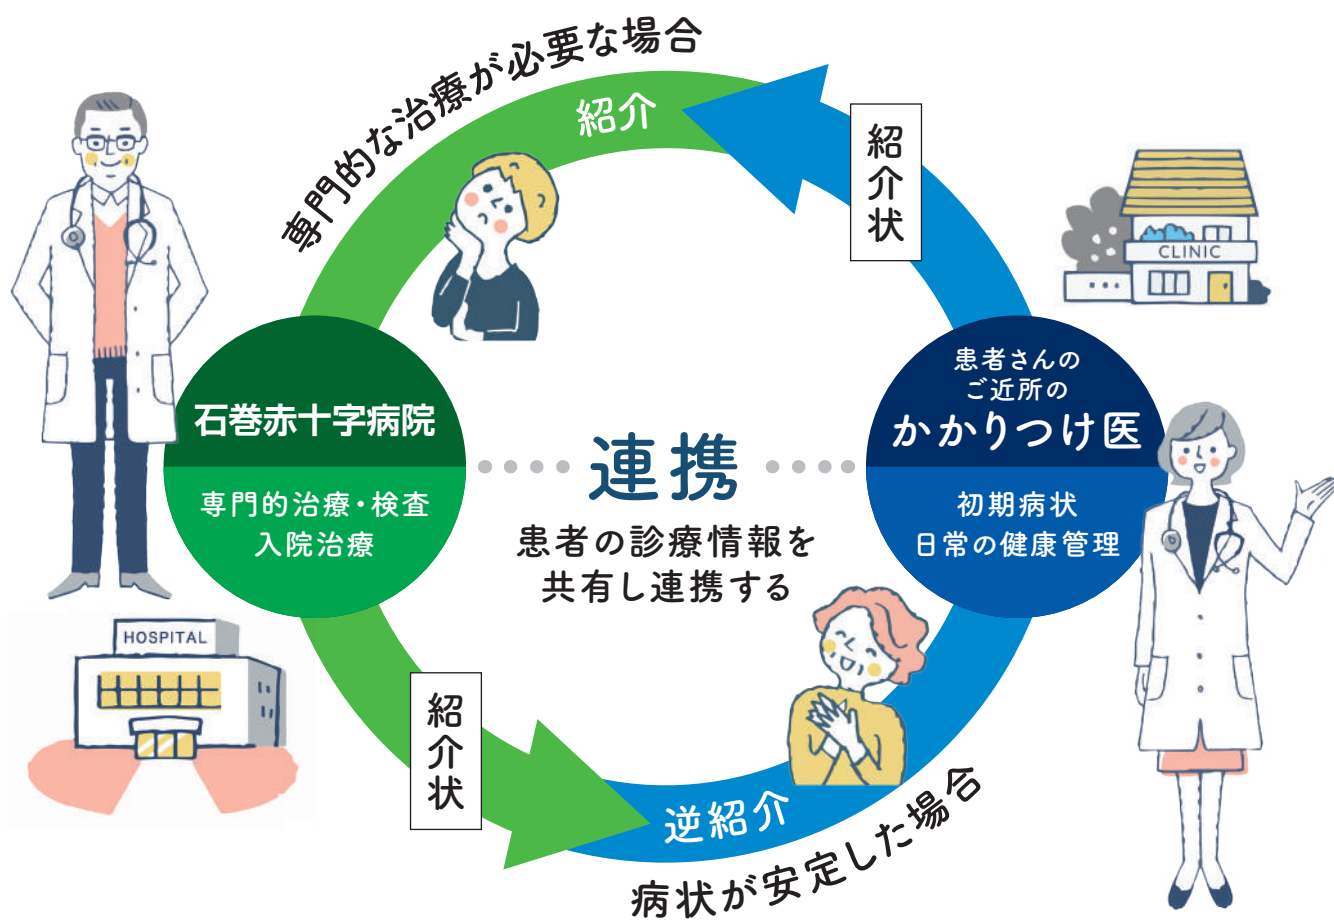 専門的な治療が必要な場合
紹介
紹
介
状
CLINIC
石巻赤十字病院
専門的治療・検査
入院治療
連携
患者の診療情報を
共有し連携する
患者さんの
ご近所の
かかりつけ医
初期病状
日常の健康管理
HOSPITAL
紹
介
状
逆紹介
病状が安定した場合